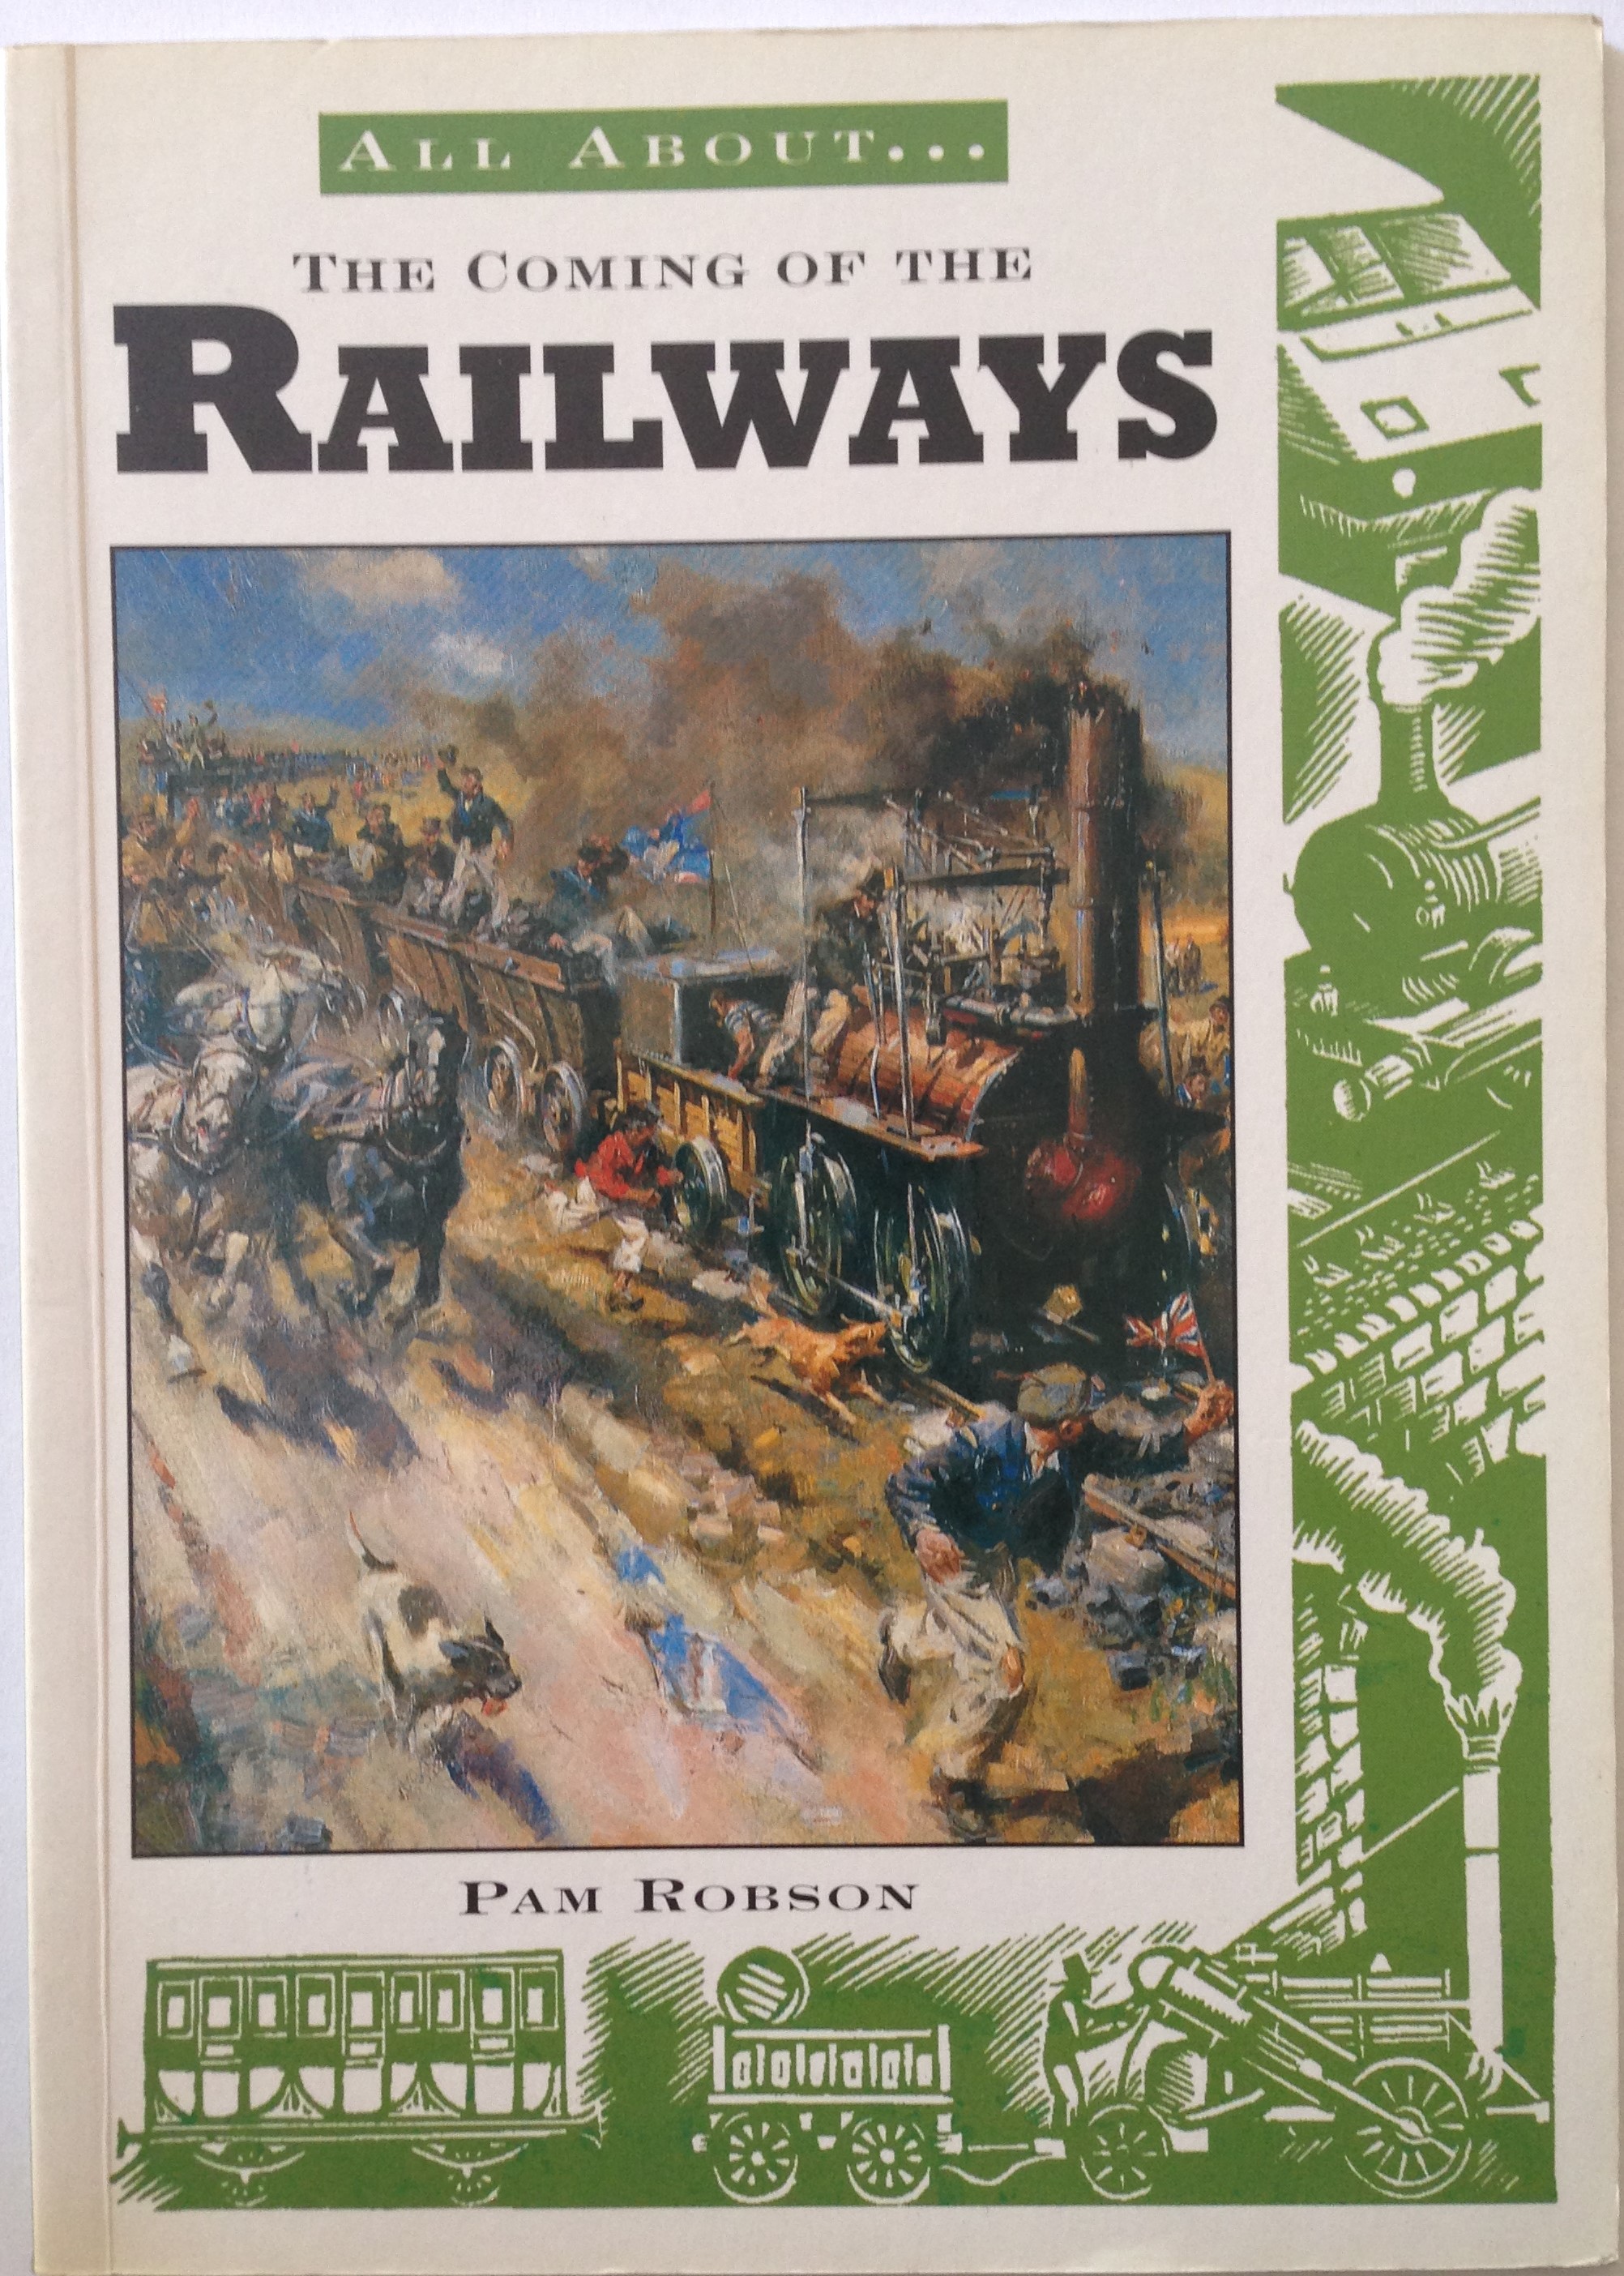 ALL ABOUT...
THE COMING OF THE
RAILWAYS
PAM ROBSON